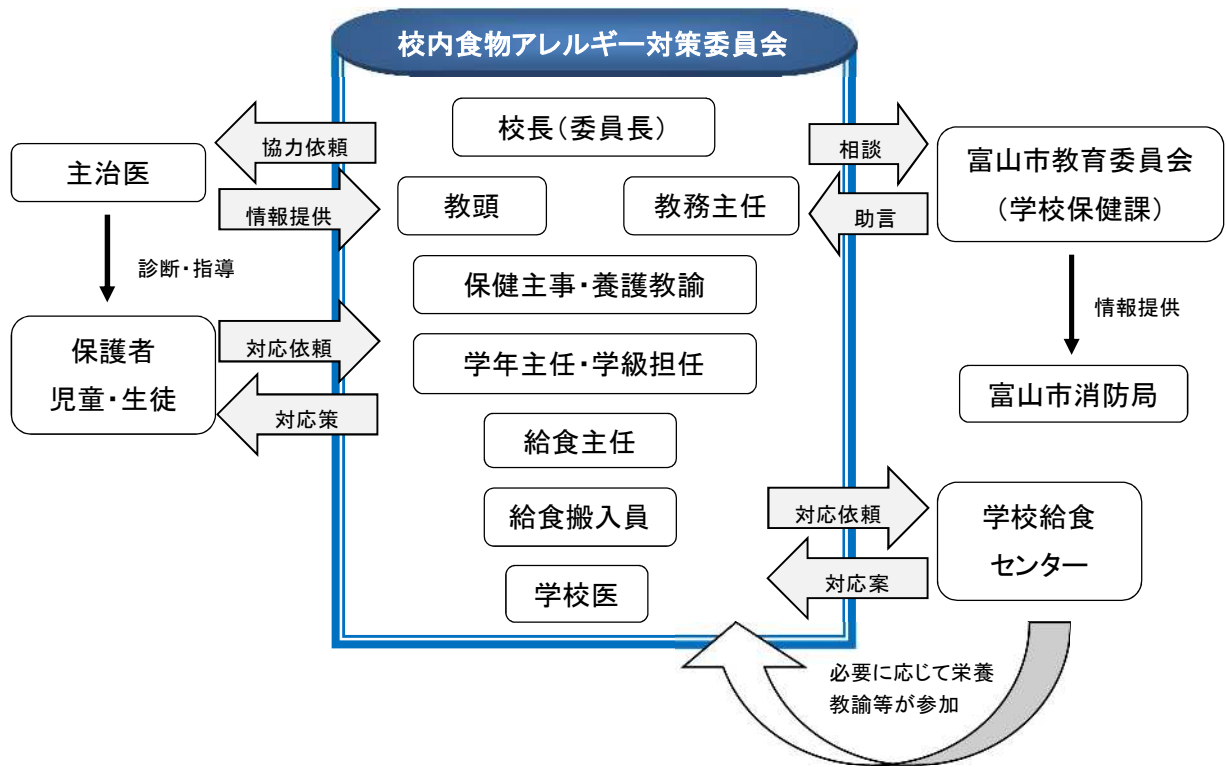 校内食物アレルギー対策委員会
校長(委員長)
協力依頼
相談
主治医
富山市教育委員会
(学校保健課)
教頭
教務主任
情報提供
助言
診断・指導
保健主事・養護教諭
情報提供
保護者
児童・生徒
対応依頼
学年主任・学級担任
対応策
富山市消防局
給食主任
給食搬入員
対応依頼
学校給食
センター
対応案
学校医
必要に応じて栄養
教諭等が参加